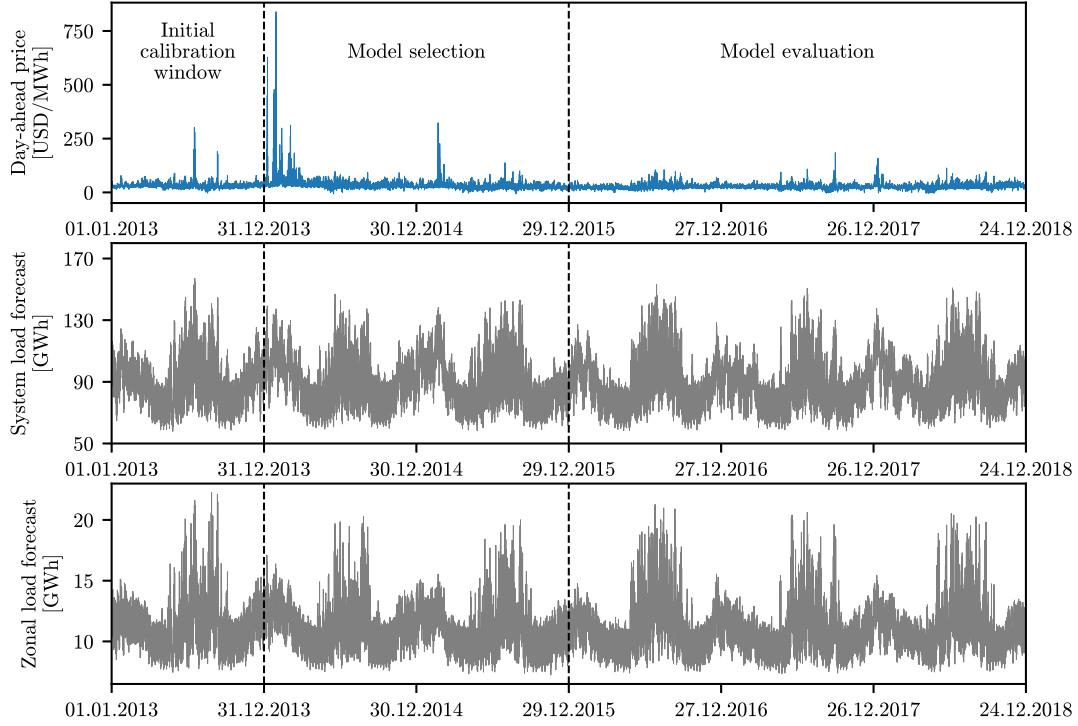 Day-ahead price
[USD/MWh]
750
500
250
0
Initial
calibration
window
Model selection
Model evaluation
01.01.2013
31.12.2013
30.12.2014
29.12.2015
27.12.2016
26.12.2017
24.12.2018
System load forecast
[GWh]
170
130
90
50
01.01.2013
31.12.2013
30.12.2014
29.12.2015
27.12.2016
26.12.2017
24.12.2018
Zonal load forecast
[GWh]
20
15
10
01.01.2013
31.12.2013
30.12.2014
29.12.2015
27.12.2016
26.12.2017
24.12.2018